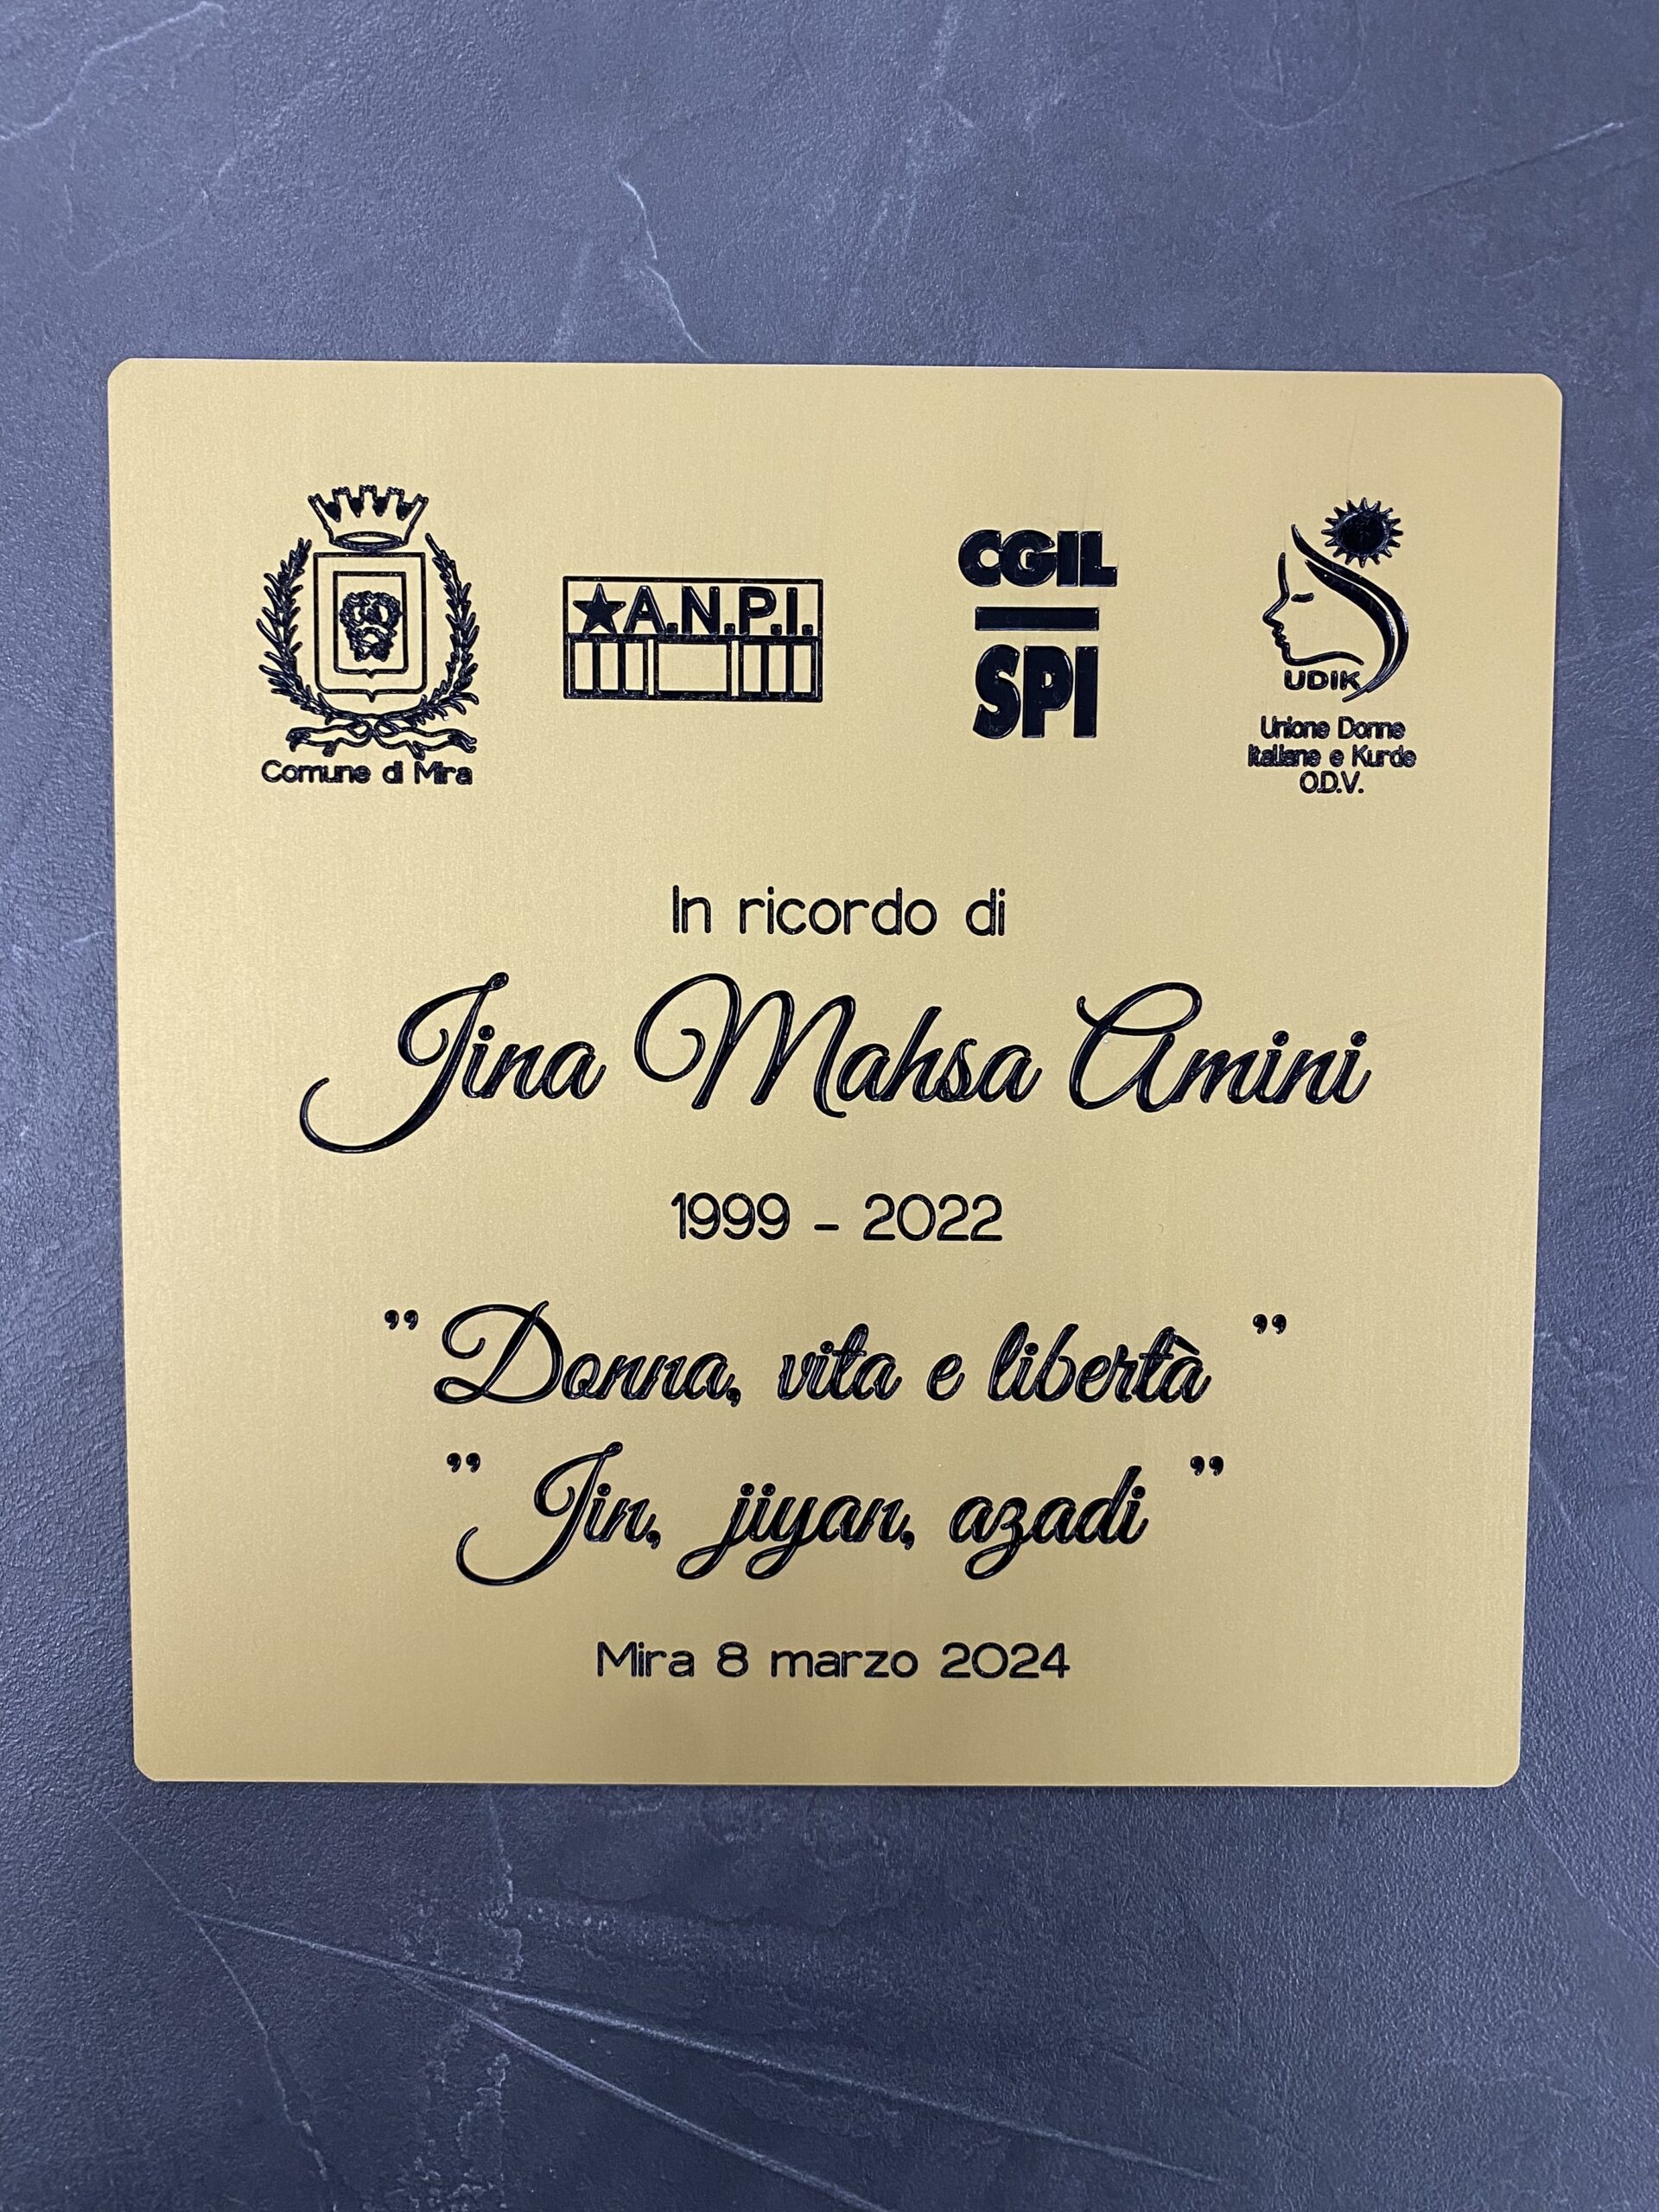 Comune di Mira
A.N.P.I.
CGIL
SPI
UDIK
Unione Donne
Italiane e Kurde
O.D.V.
In ricordo di
Jina Mahsa Amini
1999 - 2022
" Donna, vita e libertà "
" Jin, jiyan, azadi "
Mira 8 marzo 2024